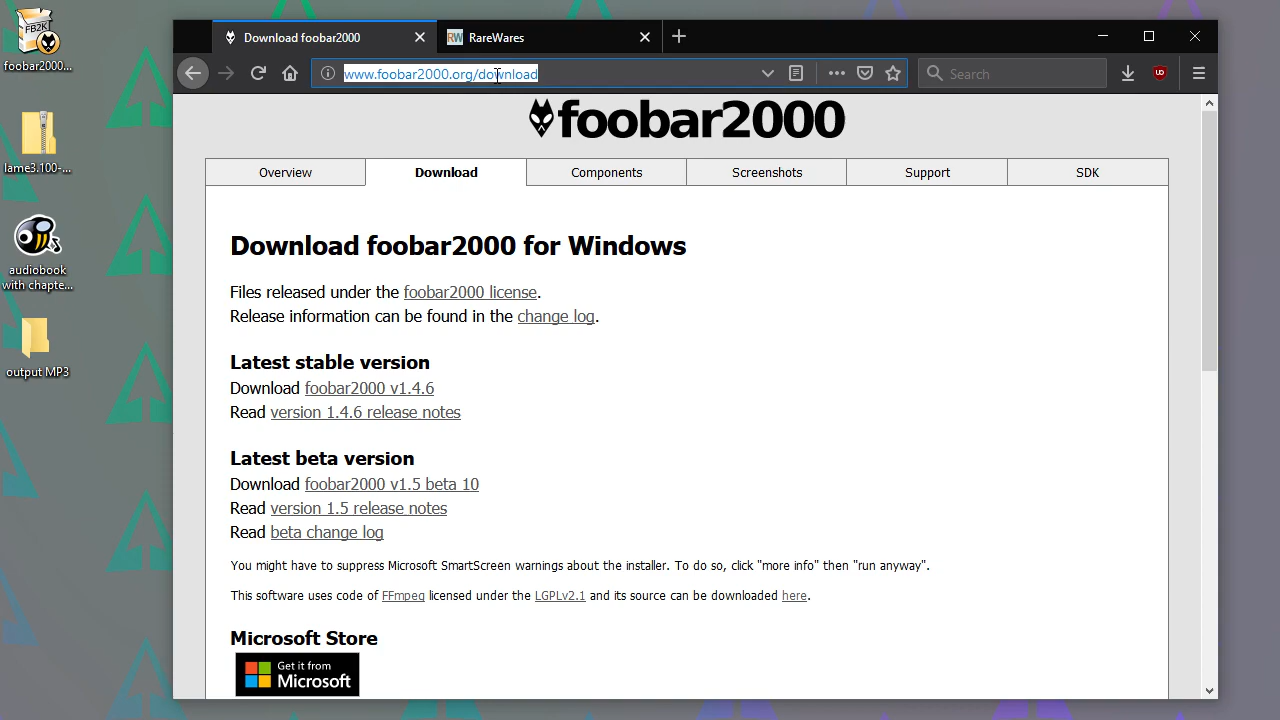 FB2K
foobar2000...
lame3.100-...
audiobook
with chapte...
output MP3
Download foobar2000
RW RareWares
www.foobar2000.org/download
Search
foobar2000
Overview
Download
Components
Screenshots
Support
SDK
Download foobar2000 for Windows
Files released under the foobar2000 license.
Release information can be found in the change log.
Latest stable version
Download foobar2000 v1.4.6
Read version 1.4.6 release notes
Latest beta version
Download foobar2000 v1.5 beta 10
Read version 1.5 release notes
Read beta change log
You might have to suppress Microsoft SmartScreen warnings about the installer. To do so, click "more info" then "run anyway".
This software uses code of FFmpeg licensed under the LGPLv2.1 and its source can be downloaded here.
Microsoft Store
Get it from
Microsoft